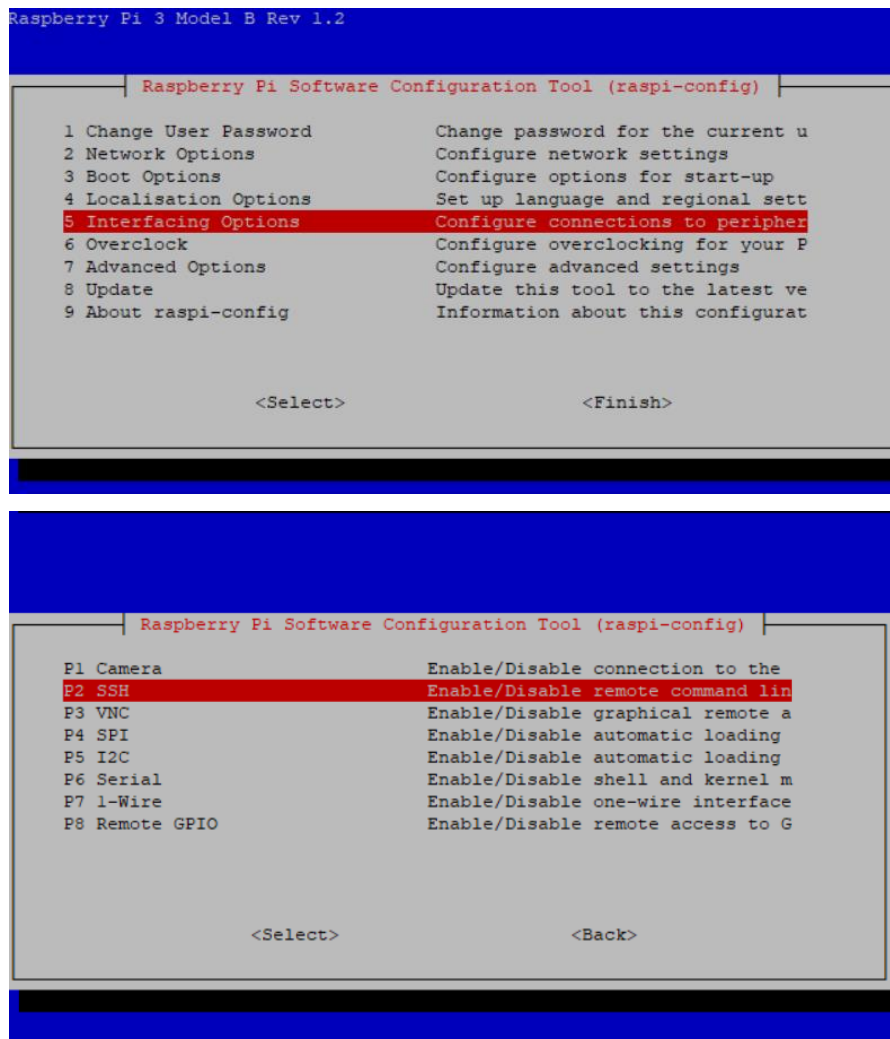 Raspberry Pi 3 Model B Rev 1.2
Raspberry Pi Software Configuration Tool (raspi-config)
1 Change User Password Change password for the current u
2 Network Options Configure network settings
3 Boot Options Configure options for start-up
4 Localisation Options Set up language and regional sett
5 Interfacing Options Configure connections to peripher
6 Overclock Configure overclocking for your P
7 Advanced Options Configure advanced settings
8 Update Update this tool to the latest ve
9 About raspi-config Information about this configurat
<Select> <Finish>
Raspberry Pi Software Configuration Tool (raspi-config)
P1 Camera Enable/Disable connection to the
P2 SSH Enable/Disable remote command lin
P3 VNC Enable/Disable graphical remote a
P4 SPI Enable/Disable automatic loading
P5 I2C Enable/Disable automatic loading
P6 Serial Enable/Disable shell and kernel m
P7 1-Wire Enable/Disable one-wire interface
P8 Remote GPIO Enable/Disable remote access to G
<Select> <Back>